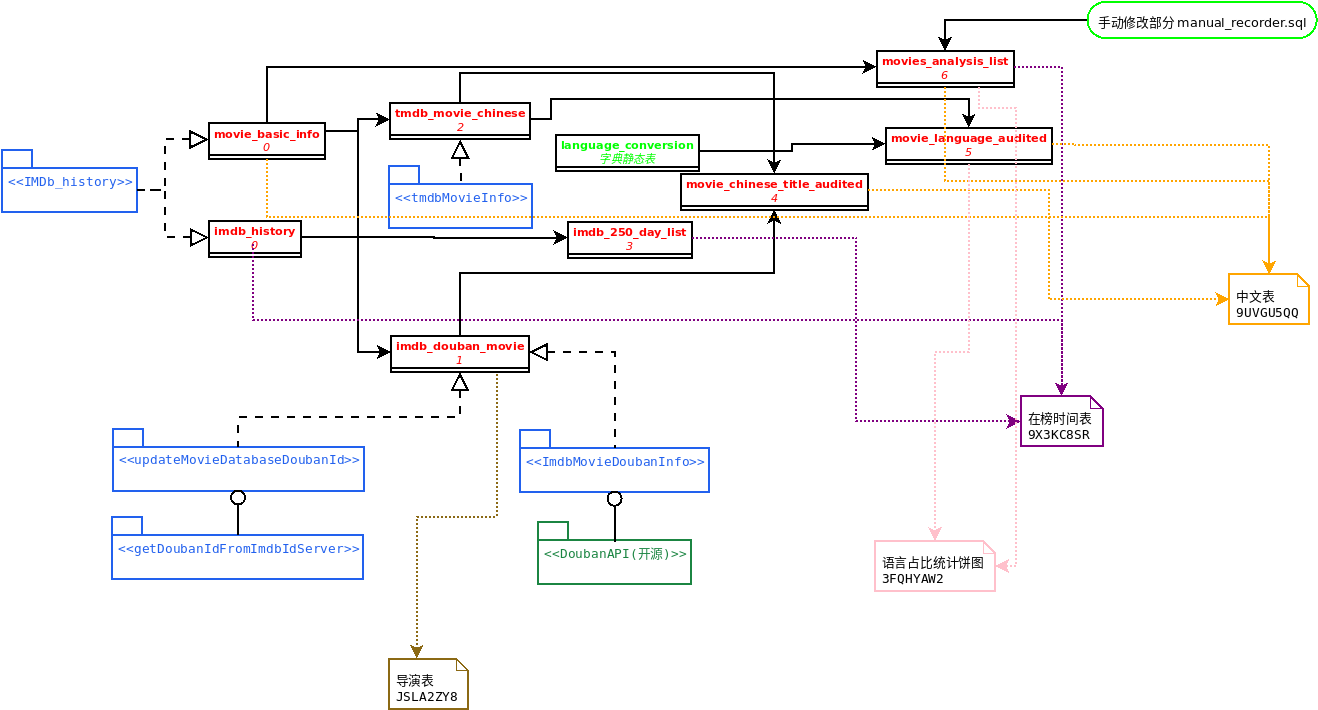 手动修改部分 manual_recorder.sql
movies_analysis_list
6
tmdb_movie_chinese
2
movie_basic_info
0
language_conversion
字典静态表
movie_language_audited
5
<<IMDb_history>>
<<tmdbMovieInfo>>
movie_chinese_title_audited
4
imdb_history
0
imdb_250_day_list
3
中文表
9UVGU5QQ
imdb_douban_movie
1
在榜时间表
9X3KC8SR
<<updateMovieDatabaseDoubanId>>
<<ImdbMovieDoubanInfo>>
<<getDoubanIdFromImdbIdServer>>
<<DoubanAPI(开源)>>
语言占比统计饼图
3FQHYAW2
导演表
JSLA2ZY8